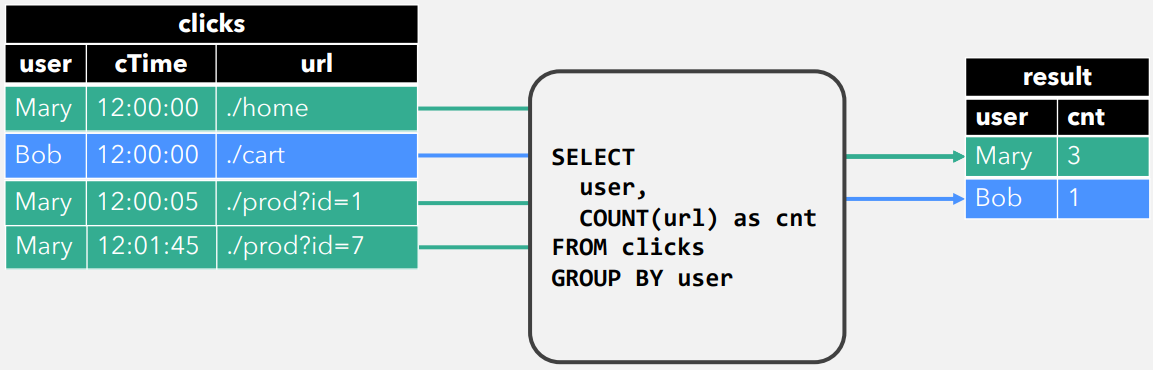 clicks
user cTime url
Mary 12:00:00 ./home
Bob 12:00:00 ./cart
Mary 12:00:05 ./prod?id=1
Mary 12:01:45 ./prod?id=7
SELECT
user,
COUNT(url) as cnt
FROM clicks
GROUP BY user
result
user cnt
Mary 3
Bob 1